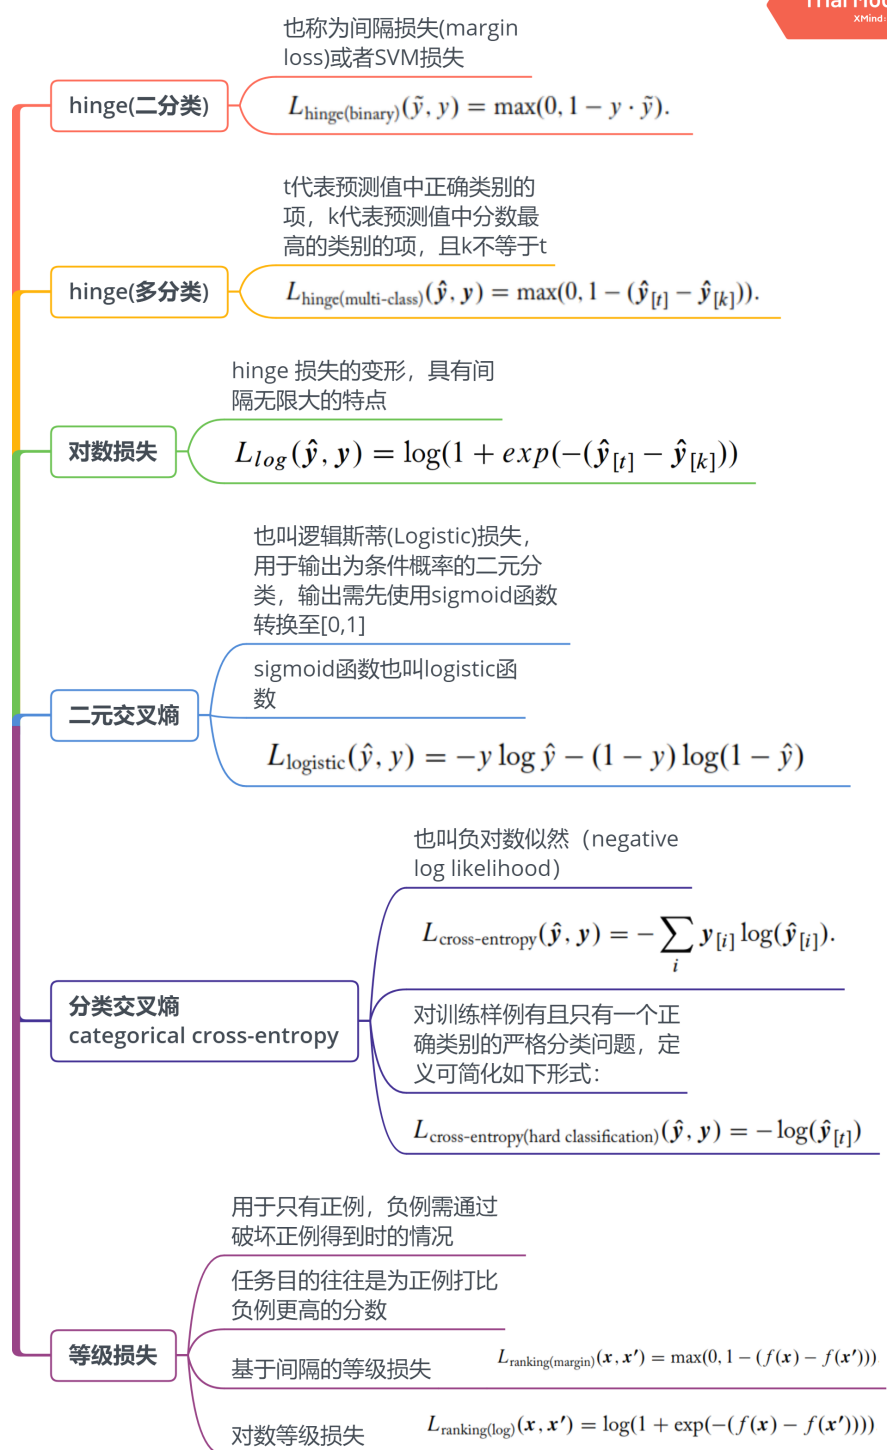 Trial Mod
XMind:
也称为间隔损失(margin
loss)或者SVM损失
hinge(二分类)
L_hinge(binary)(ỹ, y) = max(0, 1 − y · ỹ).
t代表预测值中正确类别的
项，k代表预测值中分数最
高的类别的项，且k不等于t
hinge(多分类)
L_hinge(multi-class)(ŷ, y) = max(0, 1 − (ŷ_[t] − ŷ_[k])).
hinge 损失的变形，具有间
隔无限大的特点
对数损失
L_log(ŷ, y) = log(1 + exp(−(ŷ_[t] − ŷ_[k]))
也叫逻辑斯蒂(Logistic)损失，
用于输出为条件概率的二元分
类，输出需先使用sigmoid函数
转换至[0,1]
sigmoid函数也叫logistic函
数
二元交叉熵
L_logistic(ŷ, y) = −y log ŷ − (1 − y) log(1 − ŷ)
也叫负对数似然（negative
log likelihood）
L_cross-entropy(ŷ, y) = − ∑_i y_[i] log(ŷ_[i]).
分类交叉熵
categorical cross-entropy
对训练样例有且只有一个正
确类别的严格分类问题，定
义可简化如下形式：
L_cross-entropy(hard classification)(ŷ, y) = − log(ŷ_[t])
用于只有正例，负例需通过
破坏正例得到时的情况
任务目的往往是为正例打比
负例更高的分数
等级损失
基于间隔的等级损失 L_ranking(margin)(x, x′) = max(0, 1 − (f(x) − f(x′)))
对数等级损失 L_ranking(log)(x, x′) = log(1 + exp(−(f(x) − f(x′))))